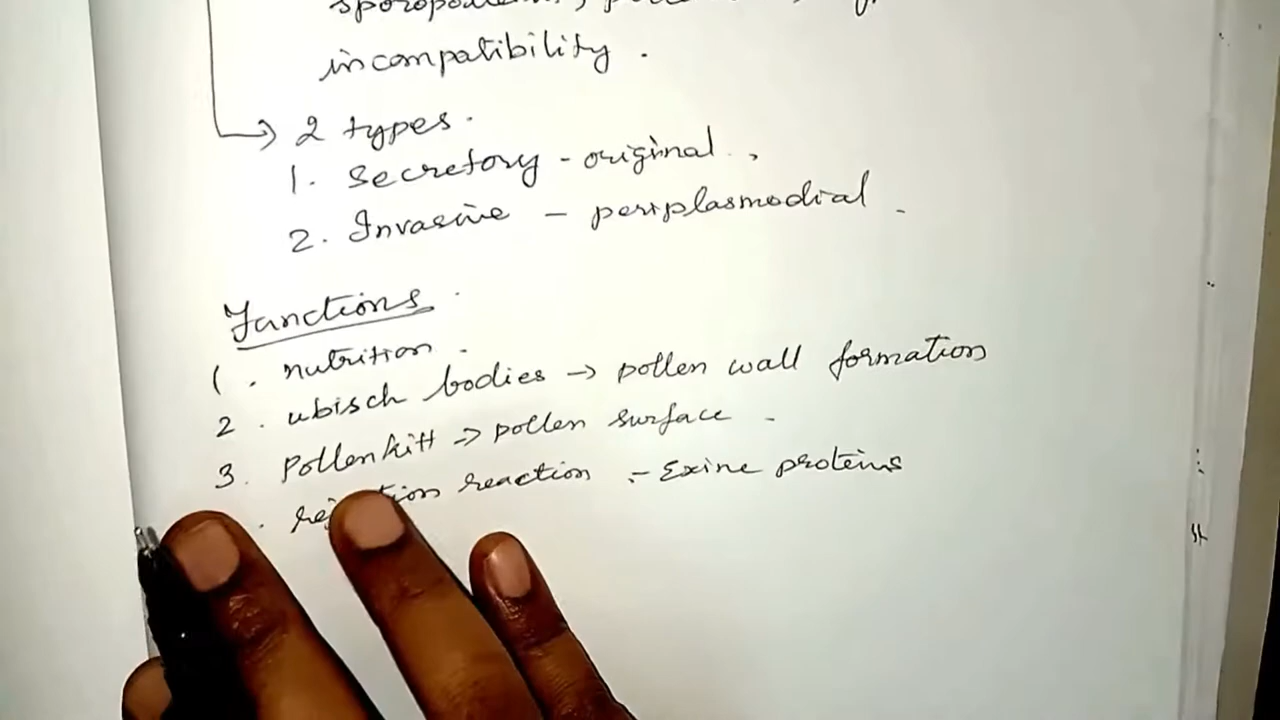 incompatibility.
2 types.
1. Secretory - original.,
2. Invasive - periplasmodial.
Functions.
1. nutrition.
2. ubisch bodies → pollen wall formation
3. Pollenkitt → pollen surface.
reaction :- Exine proteins